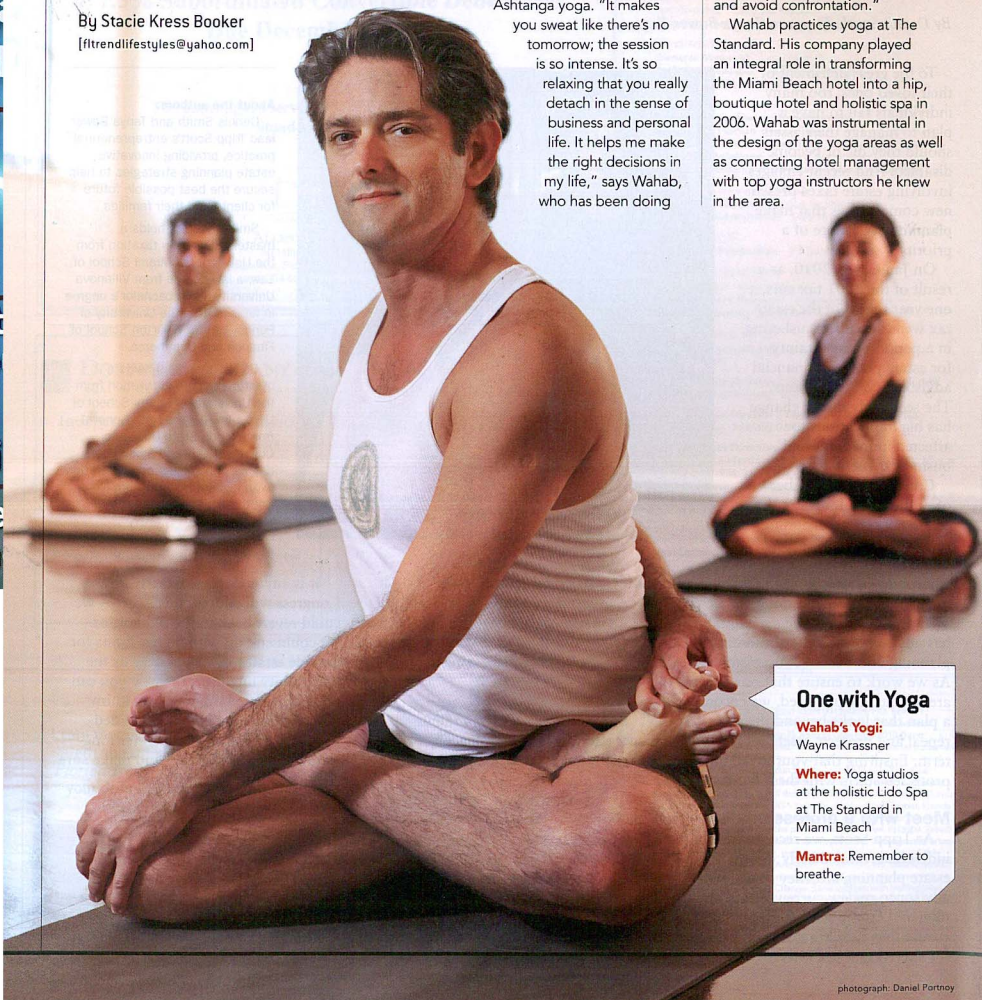 By Stacie Kress Booker
[fltrendlifestyles@yahoo.com]
Ashtanga yoga. "It makes
you sweat like there's no
tomorrow; the session
is so intense. It's so
relaxing that you really
detach in the sense of
business and personal
life. It helps me make
the right decisions in
my life," says Wahab,
who has been doing
and avoid confrontation."
Wahab practices yoga at The
Standard. His company played
an integral role in transforming
the Miami Beach hotel into a hip,
boutique hotel and holistic spa in
2006. Wahab was instrumental in
the design of the yoga areas as well
as connecting hotel management
with top yoga instructors he knew
in the area.
One with Yoga
Wahab's Yogi:
Wayne Krassner
Where: Yoga studios
at the holistic Lido Spa
at The Standard in
Miami Beach
Mantra: Remember to
breathe.
photograph: Daniel Portnoy